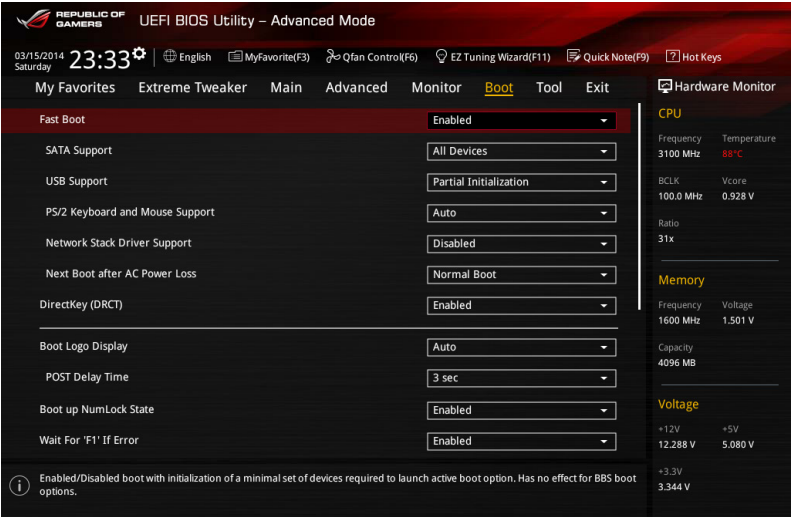 REPUBLIC OF
GAMERS
UEFI BIOS Utility – Advanced Mode
03/15/2014
Saturday
23:33
English
MyFavorite(F3)
Qfan Control(F6)
EZ Tuning Wizard(F11)
Quick Note(F9)
? Hot Keys
My Favorites Extreme Tweaker Main Advanced Monitor Boot Tool Exit
Fast Boot Enabled
SATA Support All Devices
USB Support Partial Initialization
PS/2 Keyboard and Mouse Support Auto
Network Stack Driver Support Disabled
Next Boot after AC Power Loss Normal Boot
DirectKey (DRCT) Enabled
Boot Logo Display Auto
POST Delay Time 3 sec
Boot up NumLock State Enabled
Wait For 'F1' If Error Enabled
i
Enabled/Disabled boot with initialization of a minimal set of devices required to launch active boot option. Has no effect for BBS boot
options.
Hardware Monitor
CPU
Frequency Temperature
3100 MHz 88°C
BCLK Vcore
100.0 MHz 0.928 V
Ratio
31x
Memory
Frequency Voltage
1600 MHz 1.501 V
Capacity
4096 MB
Voltage
+12V +5V
12.288 V 5.080 V
+3.3V
3.344 V